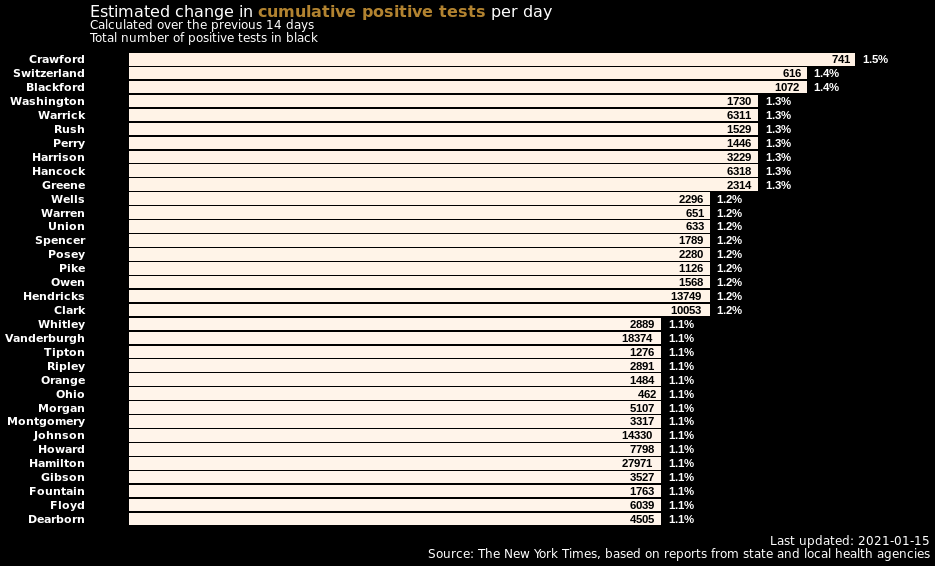 Estimated change in cumulative positive tests per day
Calculated over the previous 14 days
Total number of positive tests in black
Crawford 741 1.5%
Switzerland 616 1.4%
Blackford 1072 1.4%
Washington 1730 1.3%
Warrick 6311 1.3%
Rush 1529 1.3%
Perry 1446 1.3%
Harrison 3229 1.3%
Hancock 6318 1.3%
Greene 2314 1.3%
Wells 2296 1.2%
Warren 651 1.2%
Union 633 1.2%
Spencer 1789 1.2%
Posey 2280 1.2%
Pike 1126 1.2%
Owen 1568 1.2%
Hendricks 13749 1.2%
Clark 10053 1.2%
Whitley 2889 1.1%
Vanderburgh 18374 1.1%
Tipton 1276 1.1%
Ripley 2891 1.1%
Orange 1484 1.1%
Ohio 462 1.1%
Morgan 5107 1.1%
Montgomery 3317 1.1%
Johnson 14330 1.1%
Howard 7798 1.1%
Hamilton 27971 1.1%
Gibson 3527 1.1%
Fountain 1763 1.1%
Floyd 6039 1.1%
Dearborn 4505 1.1%
Last updated: 2021-01-15
Source: The New York Times, based on reports from state and local health agencies